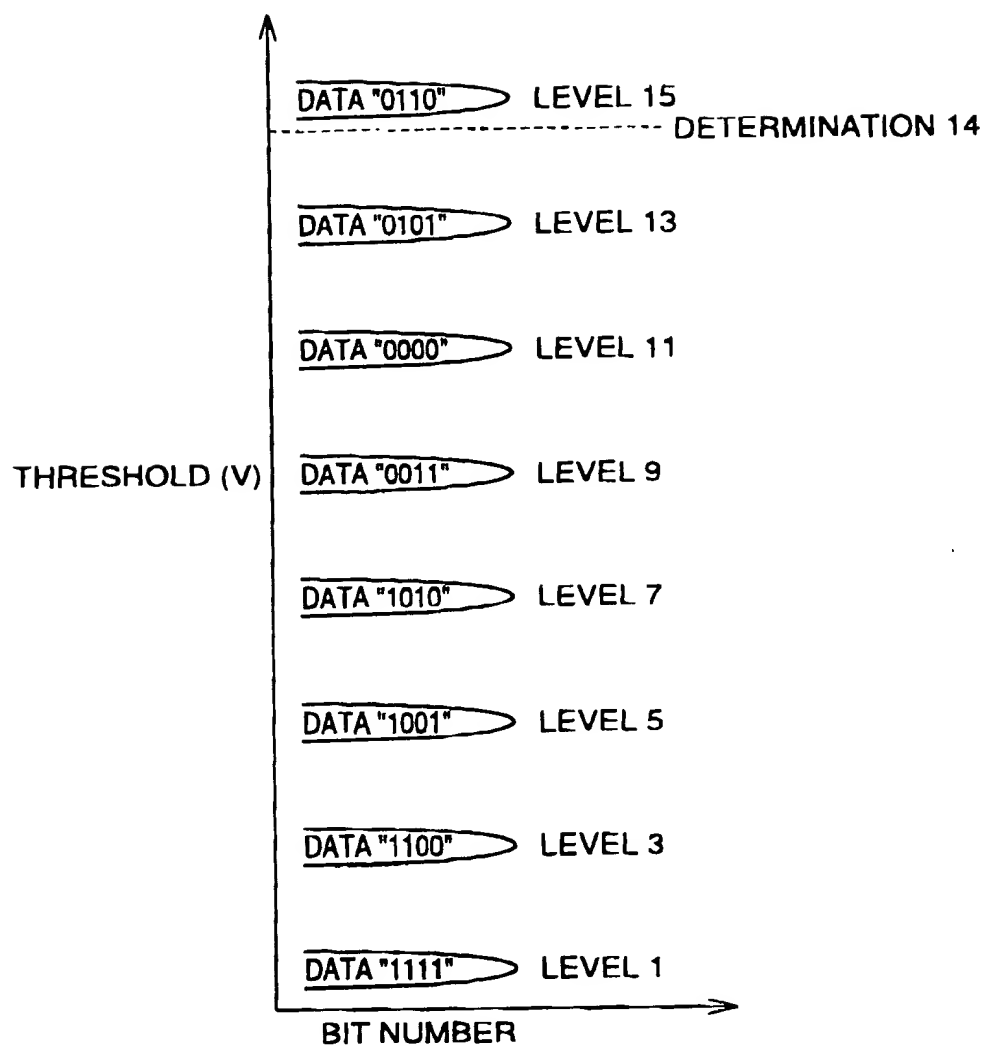 DATA "0110" LEVEL 15
DETERMINATION 14
DATA "0101" LEVEL 13
DATA "0000" LEVEL 11
THRESHOLD (V) DATA "0011" LEVEL 9
DATA "1010" LEVEL 7
DATA "1001" LEVEL 5
DATA "1100" LEVEL 3
DATA "1111" LEVEL 1
BIT NUMBER